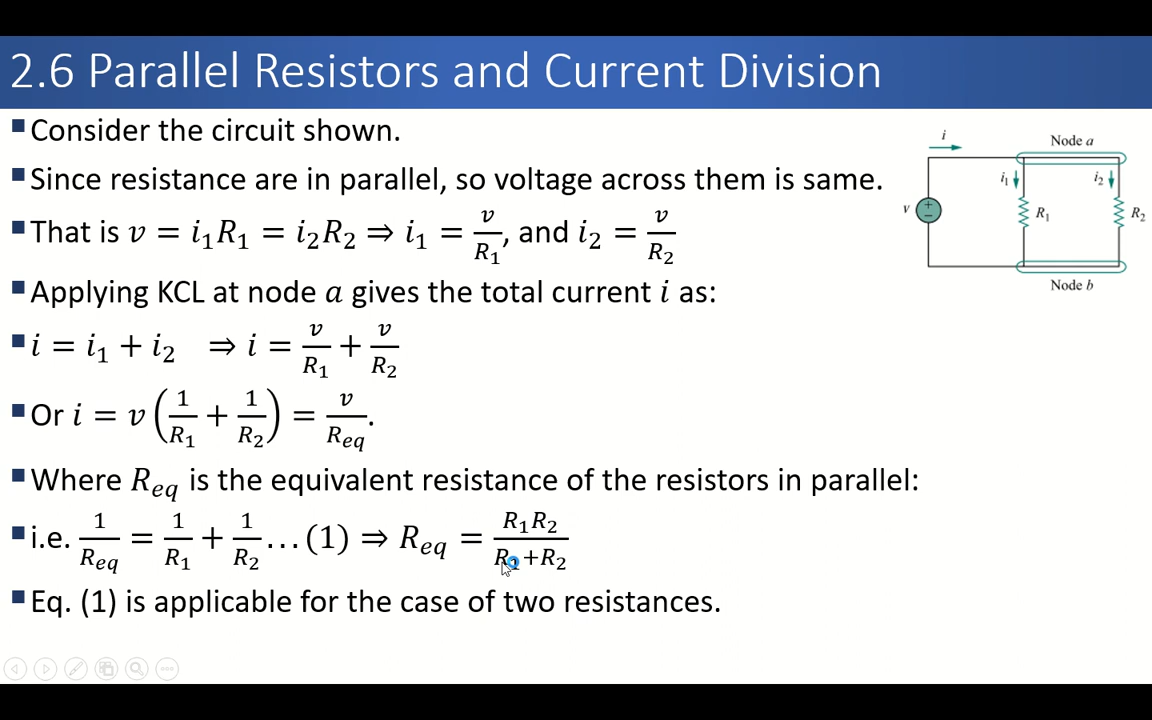 2.6 Parallel Resistors and Current Division
Consider the circuit shown.
Since resistance are in parallel, so voltage across them is same.
That is v = i₁R₁ = i₂R₂ ⇒ i₁ = v/R₁, and i₂ = v/R₂
Applying KCL at node a gives the total current i as:
i = i₁ + i₂ ⇒ i = v/R₁ + v/R₂
Or i = v(1/R₁ + 1/R₂) = v/Req.
Where Req is the equivalent resistance of the resistors in parallel:
i.e. 1/Req = 1/R₁ + 1/R₂ …(1) ⇒ Req = R₁R₂/(R₁+R₂)
Eq. (1) is applicable for the case of two resistances.
i
Node a
i₁
i₂
v
+
−
R₁
R₂
Node b